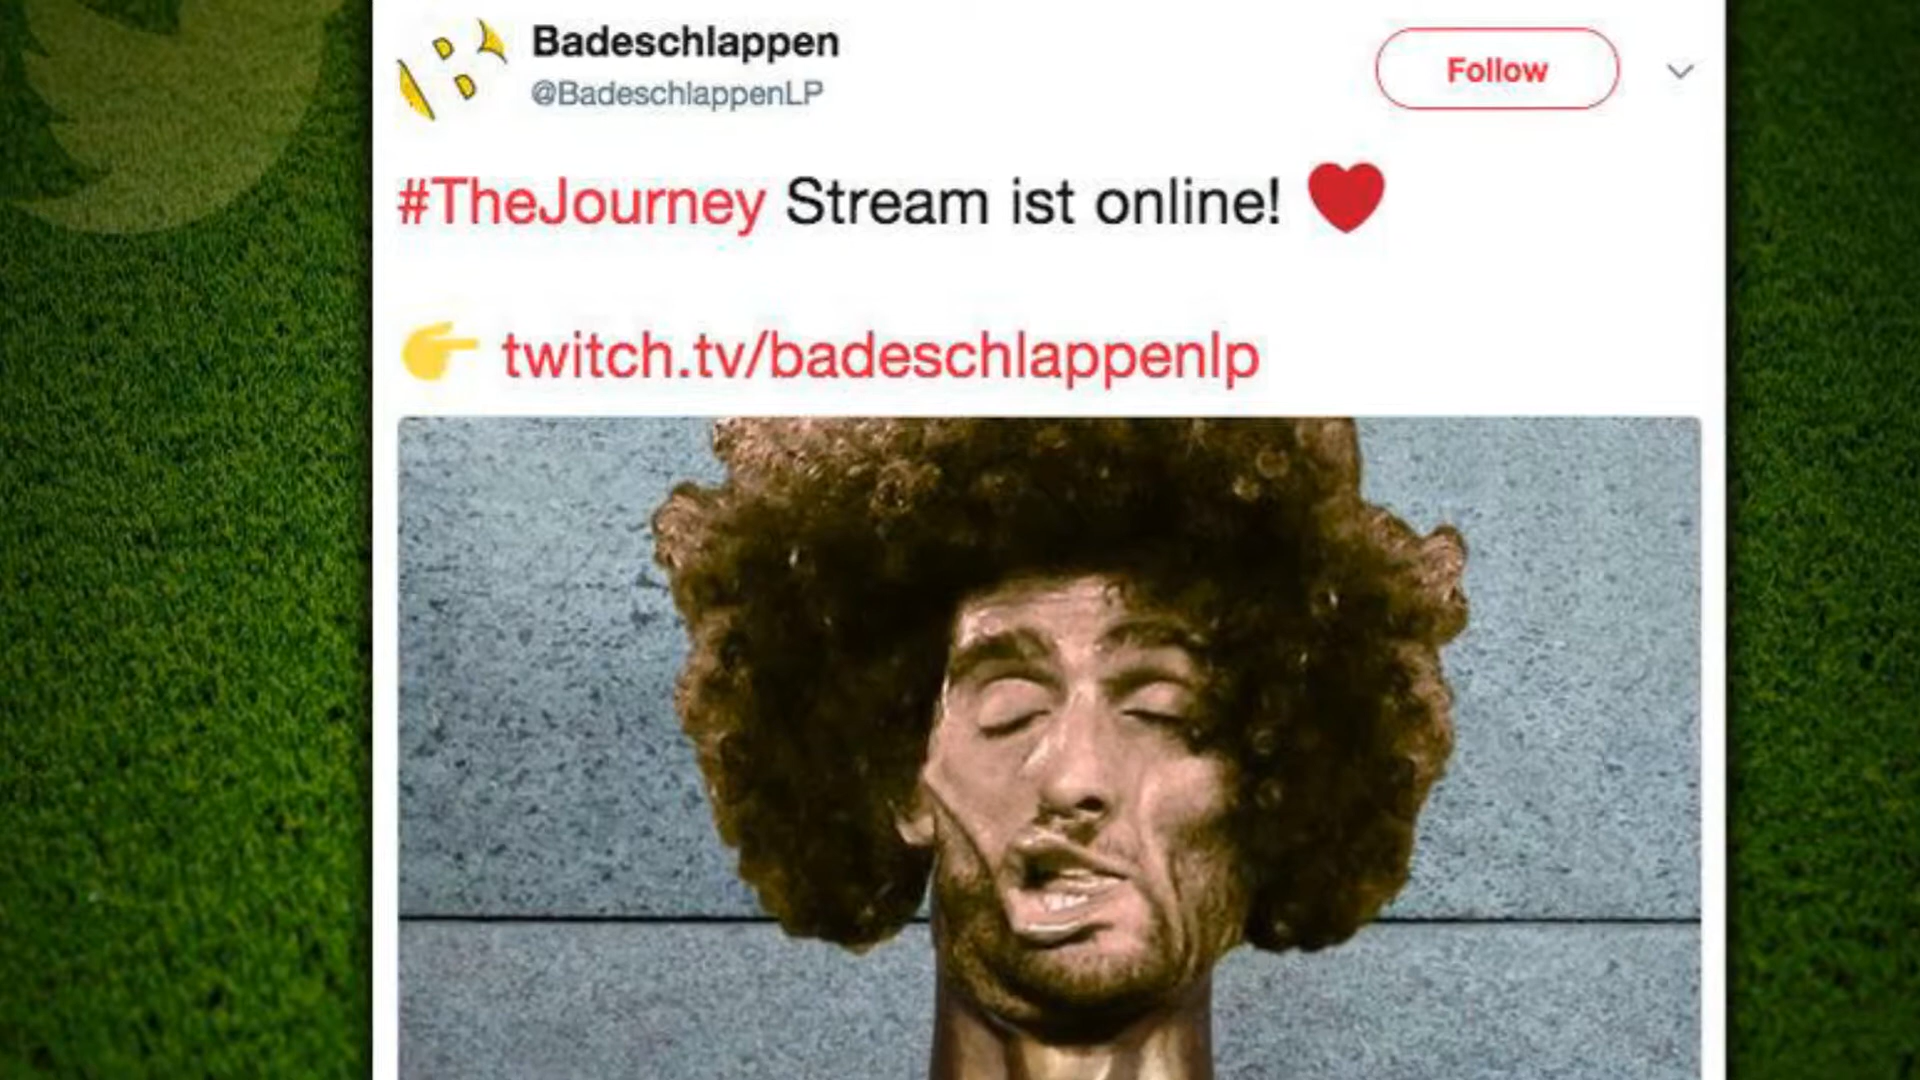 Badeschlappen
@BadeschlappenLP
Follow
#TheJourney Stream ist online! ❤️
👉 twitch.tv/badeschlappenlp